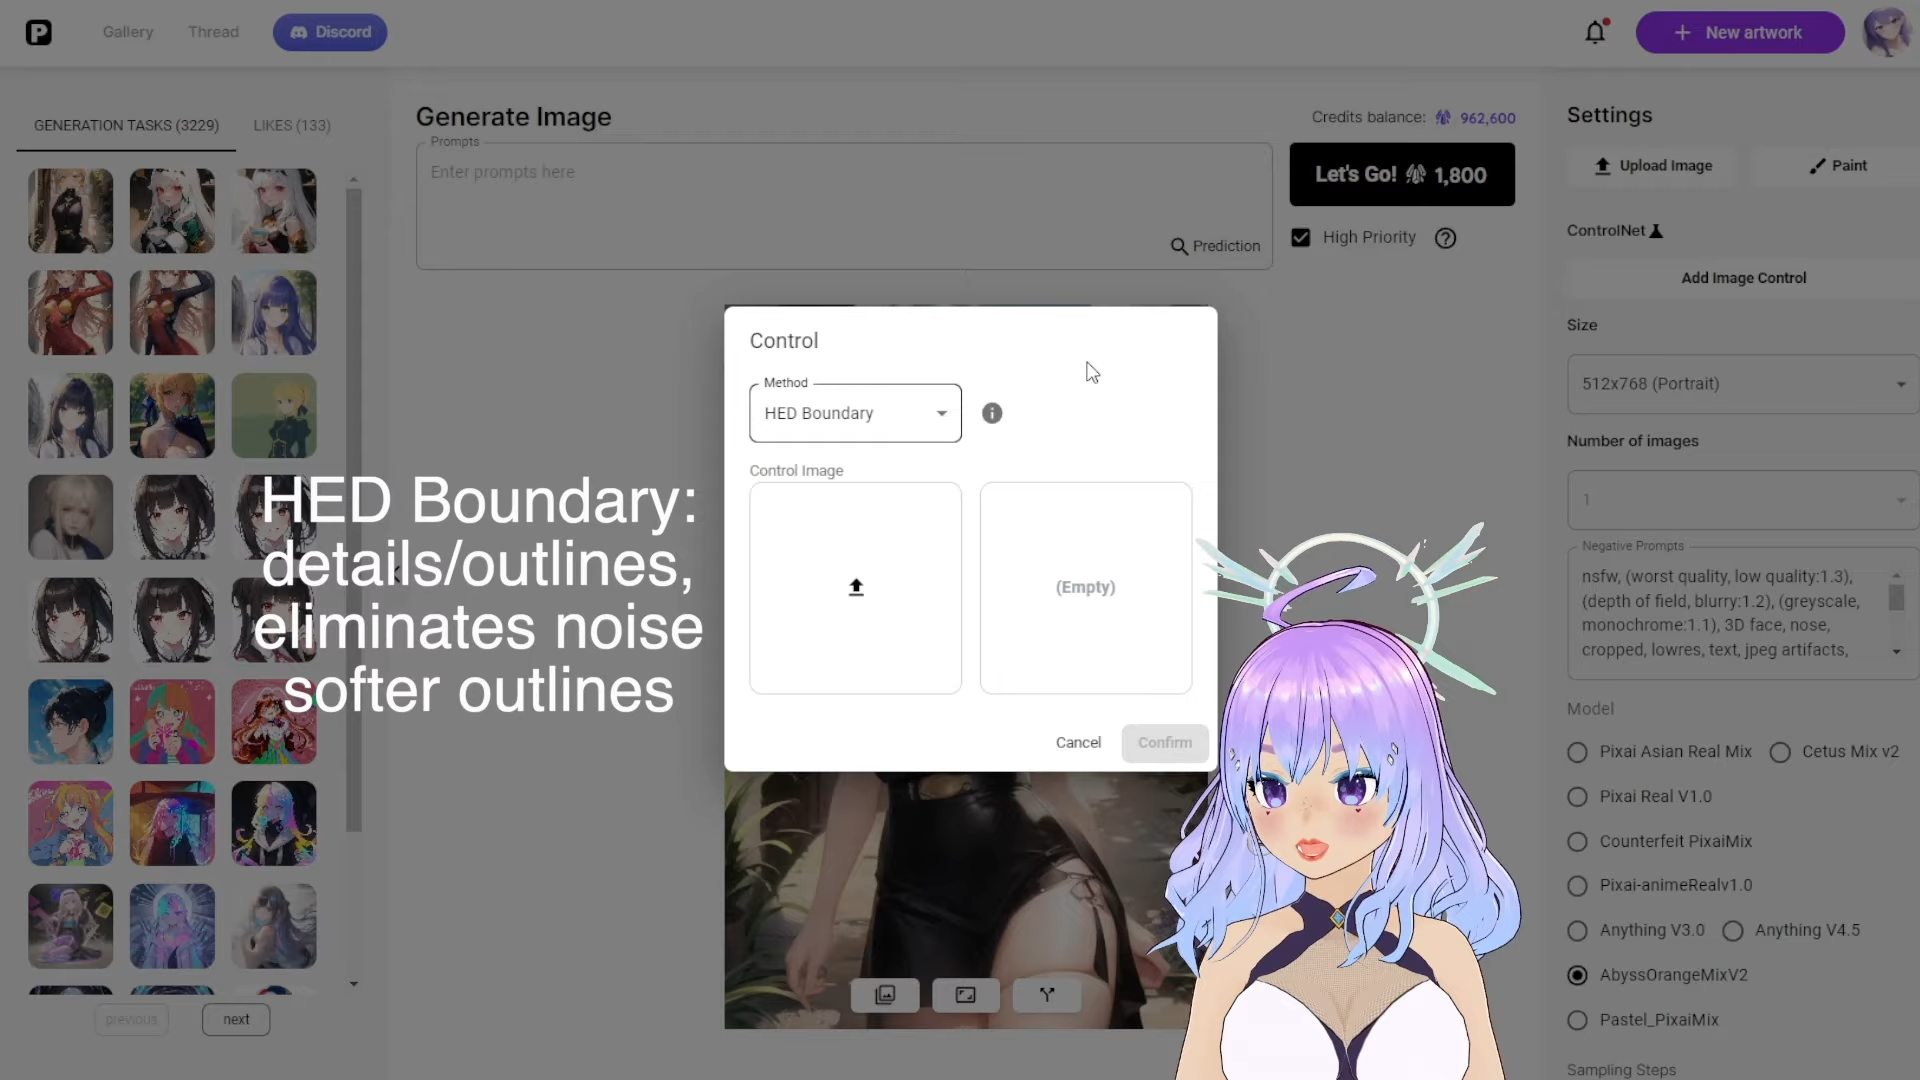 P
Gallery
Thread
Discord
New artwork
GENERATION TASKS (3229)
LIKES (133)
previous
next
Generate Image
Credits balance: 962,600
Prompts
Enter prompts here
Prediction
Let's Go! 1,800
High Priority
Control
Method
HED Boundary
Control Image
(Empty)
Cancel
Confirm
HED Boundary:
details/outlines,
eliminates noise
softer outlines
Settings
Upload Image
Paint
ControlNet
Add Image Control
Size
512x768 (Portrait)
Number of images
1
Negative Prompts
nsfw, (worst quality, low quality:1.3),
(depth of field, blurry:1.2), (greyscale,
monochrome:1.1), 3D face, nose,
cropped, lowres, text, jpeg artifacts,
Model
Pixai Asian Real Mix
Cetus Mix v2
Pixai Real V1.0
Counterfeit PixaiMix
Pixai-animeRealv1.0
Anything V3.0
Anything V4.5
AbyssOrangeMixV2
Pastel_PixaiMix
Sampling Steps